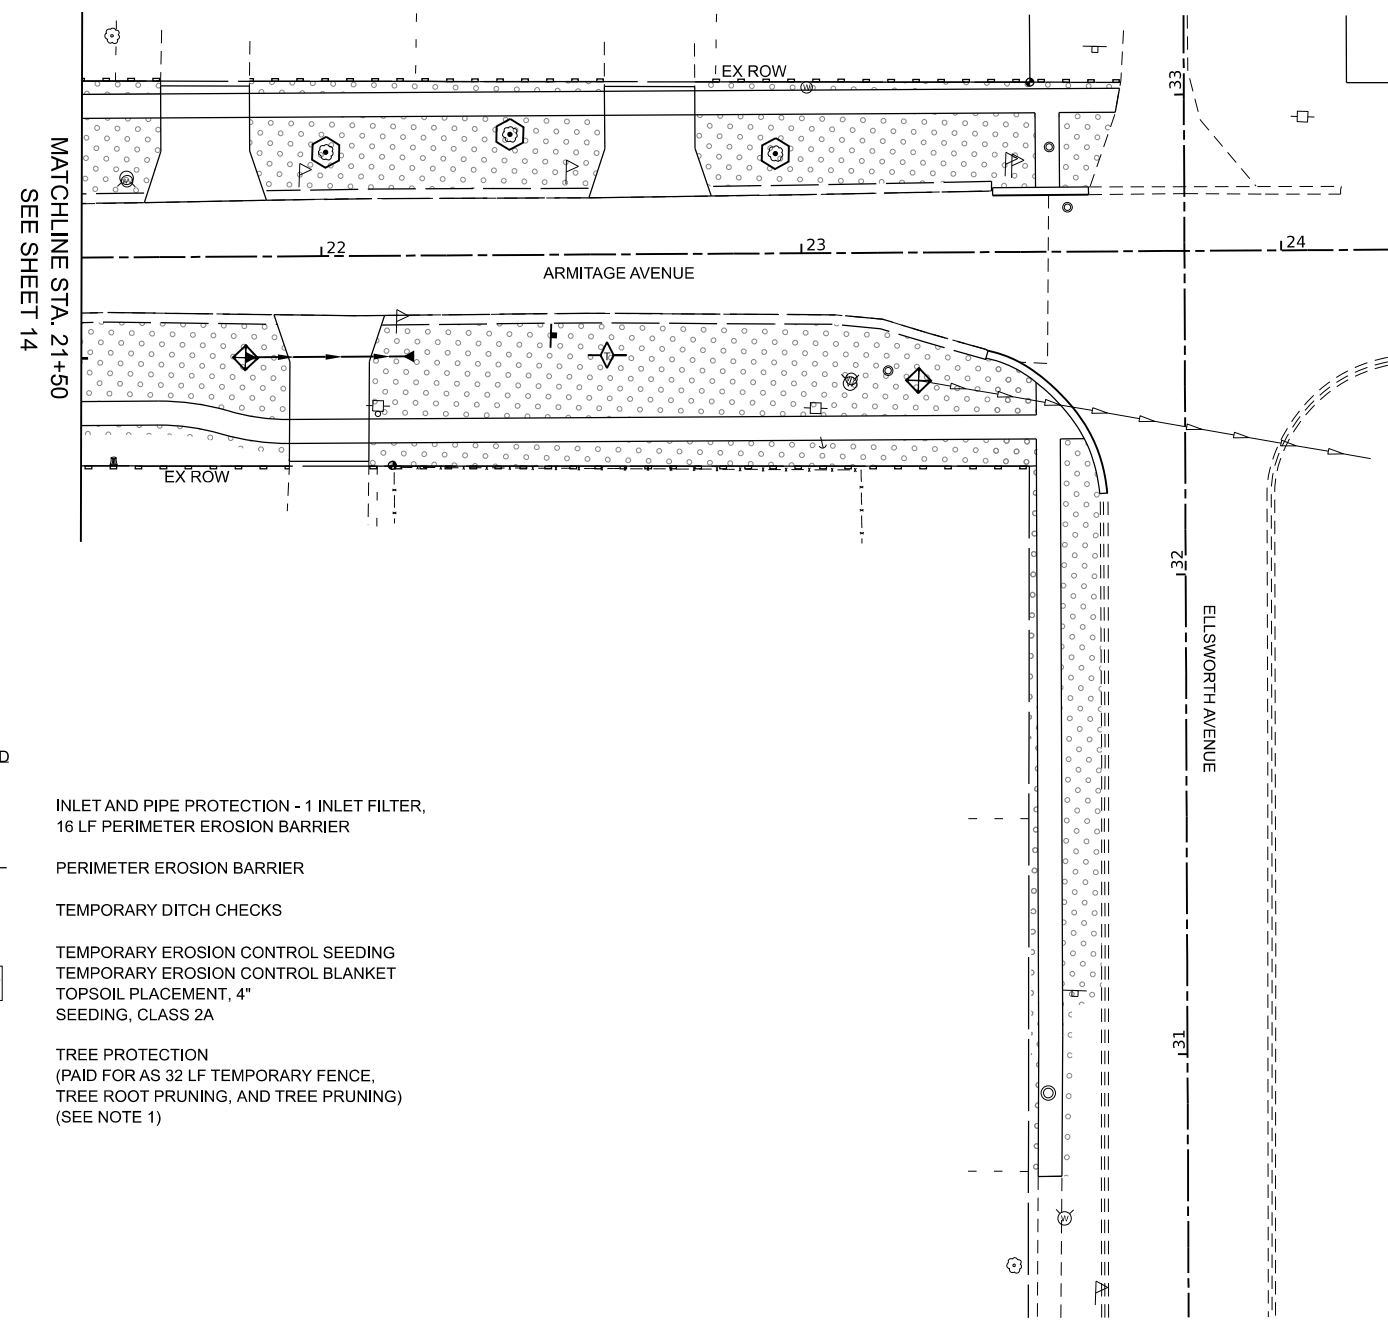 EX ROW
33
MATCHLINE STA. 21+50
SEE SHEET 14
22
23
24
ARMITAGE AVENUE
EX ROW
32
ELLSWORTH AVENUE
D
INLET AND PIPE PROTECTION - 1 INLET FILTER,
16 LF PERIMETER EROSION BARRIER
PERIMETER EROSION BARRIER
TEMPORARY DITCH CHECKS
TEMPORARY EROSION CONTROL SEEDING
TEMPORARY EROSION CONTROL BLANKET
TOPSOIL PLACEMENT, 4"
SEEDING, CLASS 2A
31
TREE PROTECTION
(PAID FOR AS 32 LF TEMPORARY FENCE,
TREE ROOT PRUNING, AND TREE PRUNING)
(SEE NOTE 1)
W